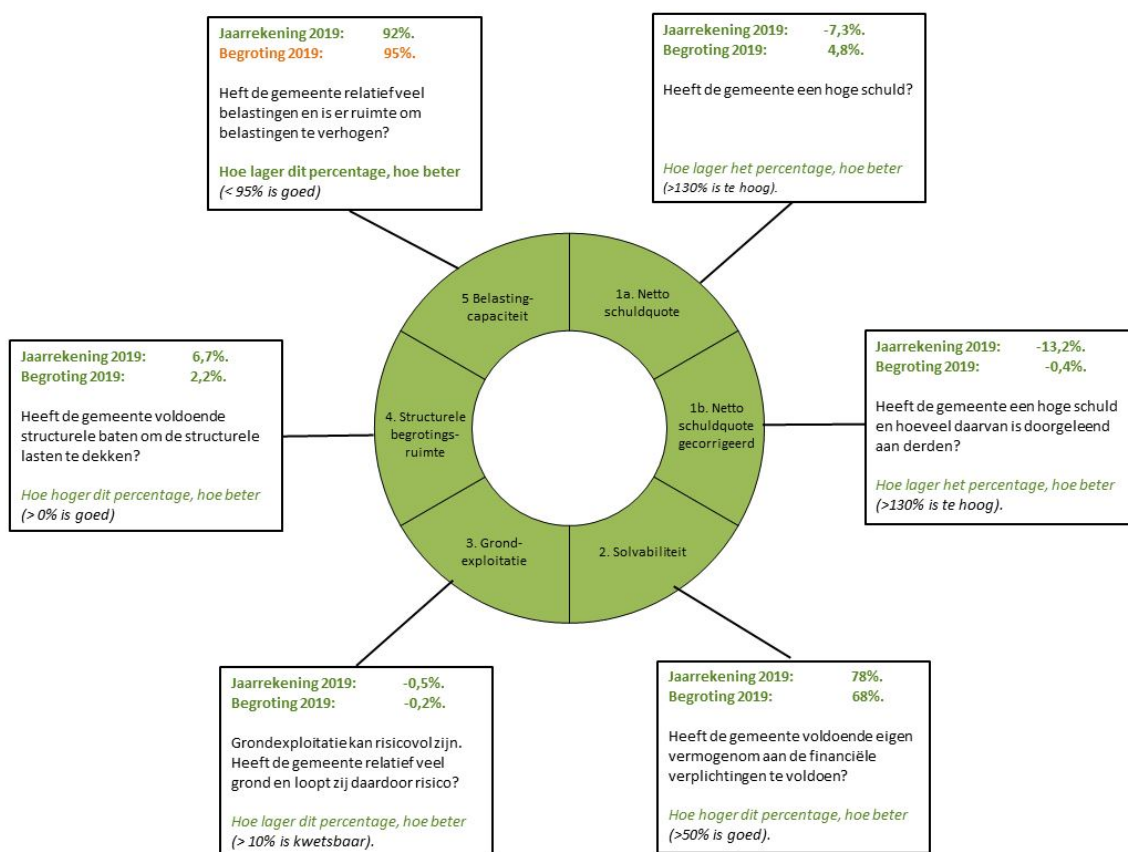 Jaarrekening 2019: 92%.
Begroting 2019: 95%.
Heft de gemeente relatief veel
belastingen en is er ruimte om
belastingen te verhogen?
Hoe lager dit percentage, hoe beter
(< 95% is goed)
Jaarrekening 2019: -7,3%.
Begroting 2019: 4,8%.
Heeft de gemeente een hoge schuld?
Hoe lager het percentage, hoe beter
(>130% is te hoog).
5 Belasting-
capaciteit
1a. Netto
schuldquote
4. Structurele
begrotings-
ruimte
1b. Netto
schuldquote
gecorrigeerd
3. Grond-
exploitatie
2. Solvabiliteit
Jaarrekening 2019: 6,7%.
Begroting 2019: 2,2%.
Heeft de gemeente voldoende
structurele baten om de structurele
lasten te dekken?
Hoe hoger dit percentage, hoe beter
(> 0% is goed)
Jaarrekening 2019: -13,2%.
Begroting 2019: -0,4%.
Heeft de gemeente een hoge schuld
en hoeveel daarvan is doorgeleend
aan derden?
Hoe lager het percentage, hoe beter
(>130% is te hoog).
Jaarrekening 2019: -0,5%.
Begroting 2019: -0,2%.
Grondexploitatie kan risicovol zijn.
Heeft de gemeente relatief veel
grond en loopt zij daardoor risico?
Hoe lager dit percentage, hoe beter
(> 10% is kwetsbaar).
Jaarrekening 2019: 78%.
Begroting 2019: 68%.
Heeft de gemeente voldoende eigen
vermogenom aan de financiële
verplichtingen te voldoen?
Hoe hoger dit percentage, hoe beter
(>50% is goed).